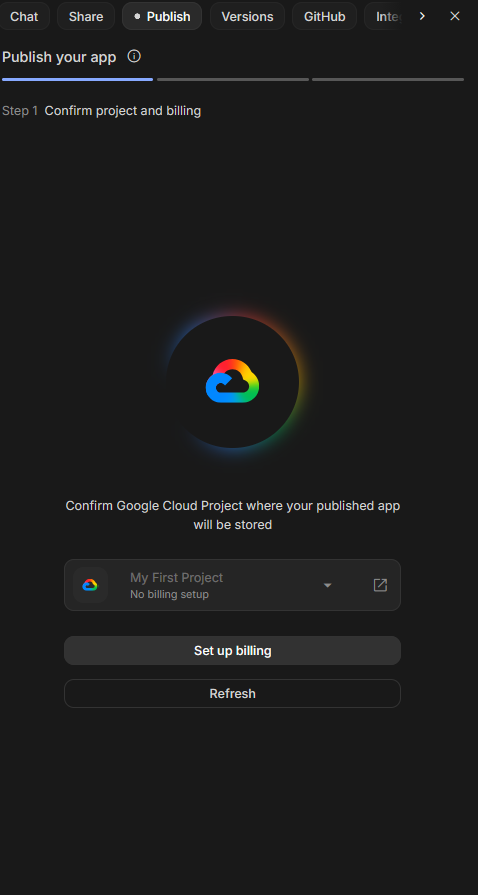 Chat Share Publish Versions GitHub Inte
Publish your app
Step 1 Confirm project and billing
Confirm Google Cloud Project where your published app
will be stored
My First Project
No billing setup
Set up billing
Refresh